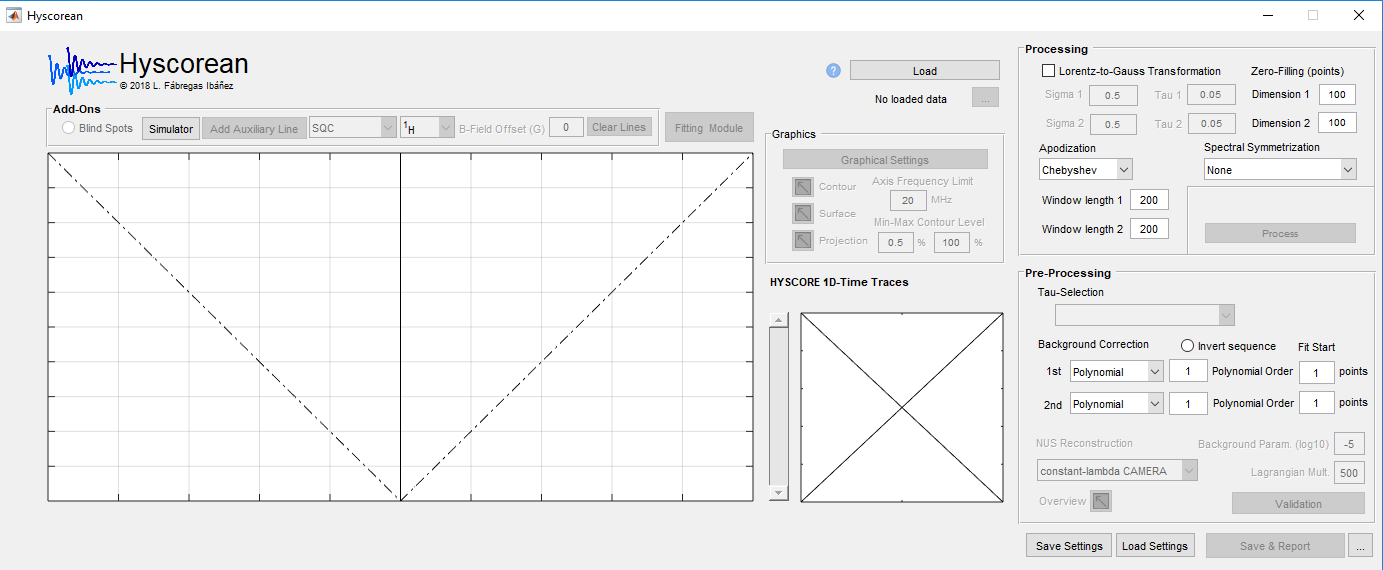 Hyscorean
Hyscorean
© 2018 L. Fábregas Ibáñez
?
Load
No loaded data
...
Add-Ons
Blind Spots
Simulator
Add Auxiliary Line
SQC
1H
B-Field Offset (G)
0
Clear Lines
Fitting Module
Graphics
Graphical Settings
Contour
Surface
Projection
Axis Frequency Limit
20 MHz
Min-Max Contour Level
0.5 % 100 %
HYSCORE 1D-Time Traces
Processing
Lorentz-to-Gauss Transformation
Zero-Filling (points)
Sigma 1 0.5 Tau 1 0.05
Dimension 1 100
Sigma 2 0.5 Tau 2 0.05
Dimension 2 100
Apodization
Chebyshev
Spectral Symmetrization
None
Window length 1 200
Window length 2 200
Process
Pre-Processing
Tau-Selection
Background Correction
Invert sequence
Fit Start
1st Polynomial 1 Polynomial Order 1 points
2nd Polynomial 1 Polynomial Order 1 points
NUS Reconstruction
Background Param. (log10) -5
constant-lambda CAMERA
Lagrangian Mult. 500
Overview
Validation
Save Settings
Load Settings
Save & Report
...